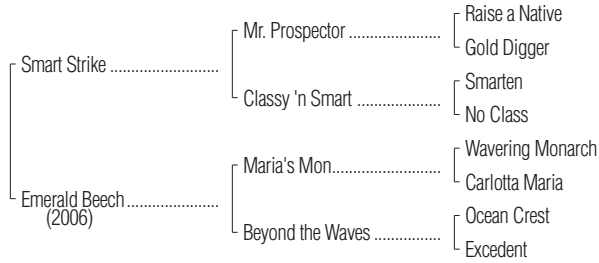 Raise a Native
Mr. Prospector ....................
Gold Digger
Smart Strike ........................
Smarten
Classy 'n Smart ..................
No Class
Wavering Monarch
Maria's Mon........................
Carlotta Maria
Emerald Beech ....................
(2006)
Ocean Crest
Beyond the Waves ..............
Excedent